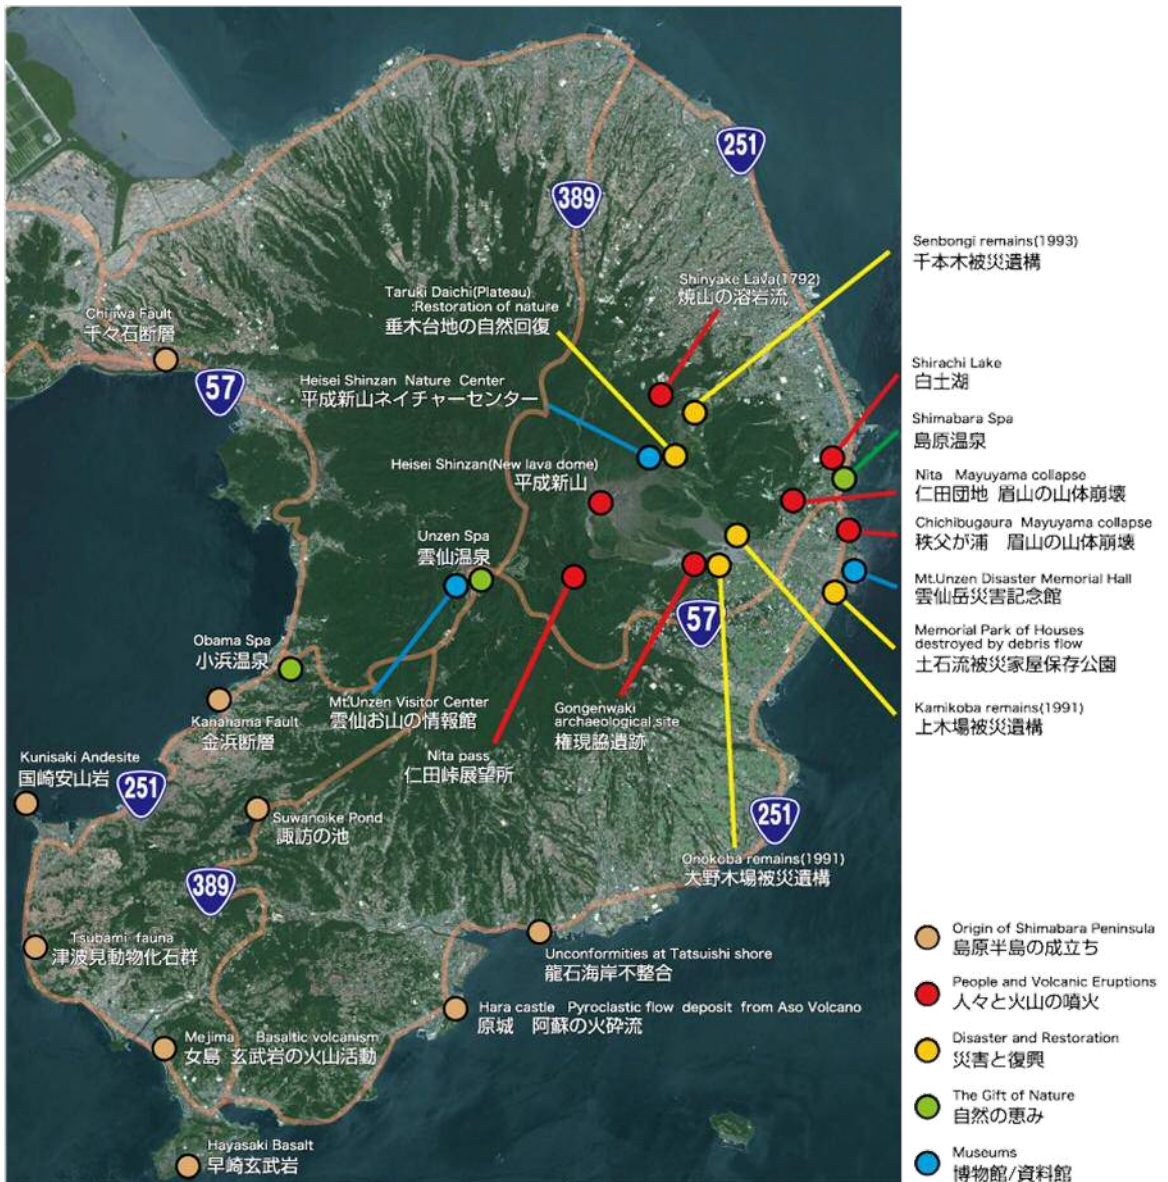 251
389
Senbongi remains(1993)
千本木被災遺構
Shinyake Lava(1792)
焼山の溶岩流
Taruki Daichi(Plateau)
:Restoration of nature
垂木台地の自然回復
Chijiwa Fault
千々石断層
57
Heisei Shinzan Nature Center
平成新山ネイチャーセンター
Shirachi Lake
白土湖
Shimabara Spa
島原温泉
Heisei Shinzan(New lava dome)
平成新山
Nita Mayuyama collapse
仁田団地 眉山の山体崩壊
Chichibugaura Mayuyama collapse
秩父が浦 眉山の山体崩壊
Unzen Spa
雲仙温泉
Mt.Unzen Disaster Memorial Hall
雲仙岳災害記念館
57
Memorial Park of Houses
destroyed by debris flow
土石流被災家屋保存公園
Obama Spa
小浜温泉
Kanahama Fault
金浜断層
Mt.Unzen Visitor Center
雲仙お山の情報館
Gongenwaki
archaeological site
権現脇遺跡
Kamikoba remains(1991)
上木場被災遺構
Nita pass
仁田峠展望所
Kunisaki Andesite
国崎安山岩
251
Suwanoike Pond
諏訪の池
251
Onokoba remains(1991)
大野木場被災遺構
389
Tsubami fauna
津波見動物化石群
Unconformities at Tatsuishi shore
龍石海岸不整合
Hara castle Pyroclastic flow deposit from Aso Volcano
原城 阿蘇の火砕流
Mejima Basaltic volcanism
女島 玄武岩の火山活動
Hayasaki Basalt
早崎玄武岩
Origin of Shimabara Peninsula
島原半島の成立ち
People and Volcanic Eruptions
人々と火山の噴火
Disaster and Restoration
災害と復興
The Gift of Nature
自然の恵み
Museums
博物館/資料館